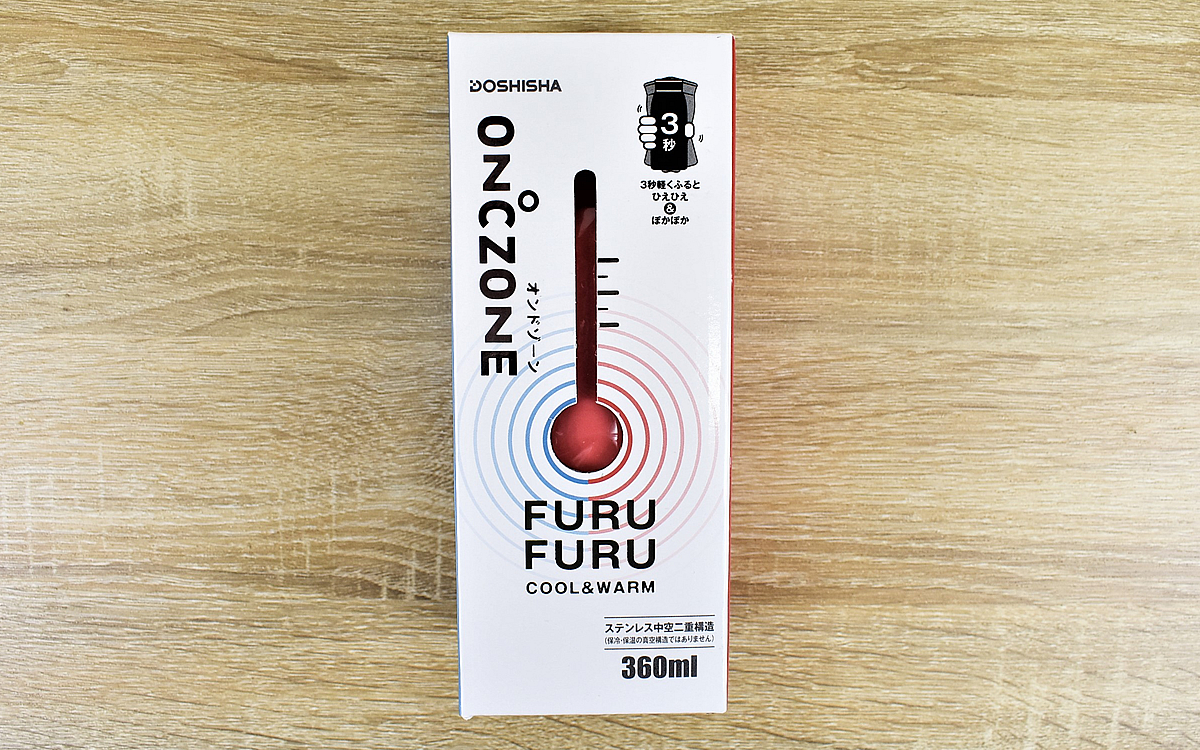 DOSHISHA
ON℃ZONE
オンドゾーン
3
秒
3秒軽くふると
ひえひえ
&
ぽかぽか
FURU
FURU
COOL&WARM
ステンレス中空二重構造
(保冷・保温の真空構造ではありません)
360ml